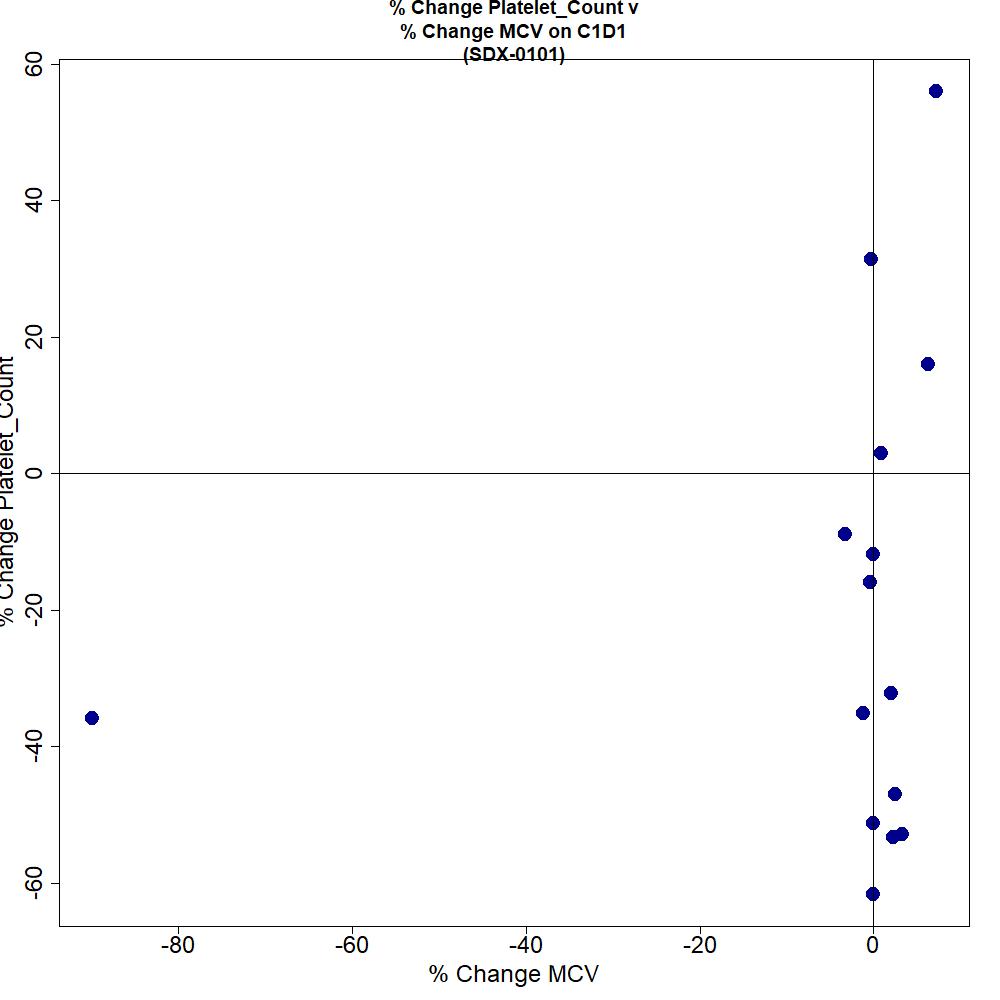 % Change Platelet_Count v
% Change MCV on C1D1
(SDX-0101)
60
40
20
0
-20
-40
-60
% Change Platelet_Count
-80
-60
-40
-20
0
% Change MCV